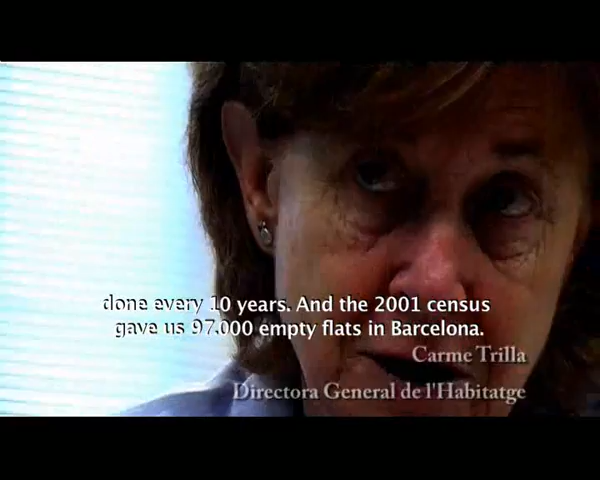 done every 10 years. And the 2001 census
gave us 97.000 empty flats in Barcelona.
Carme Trilla
Directora General de l'Habitatge